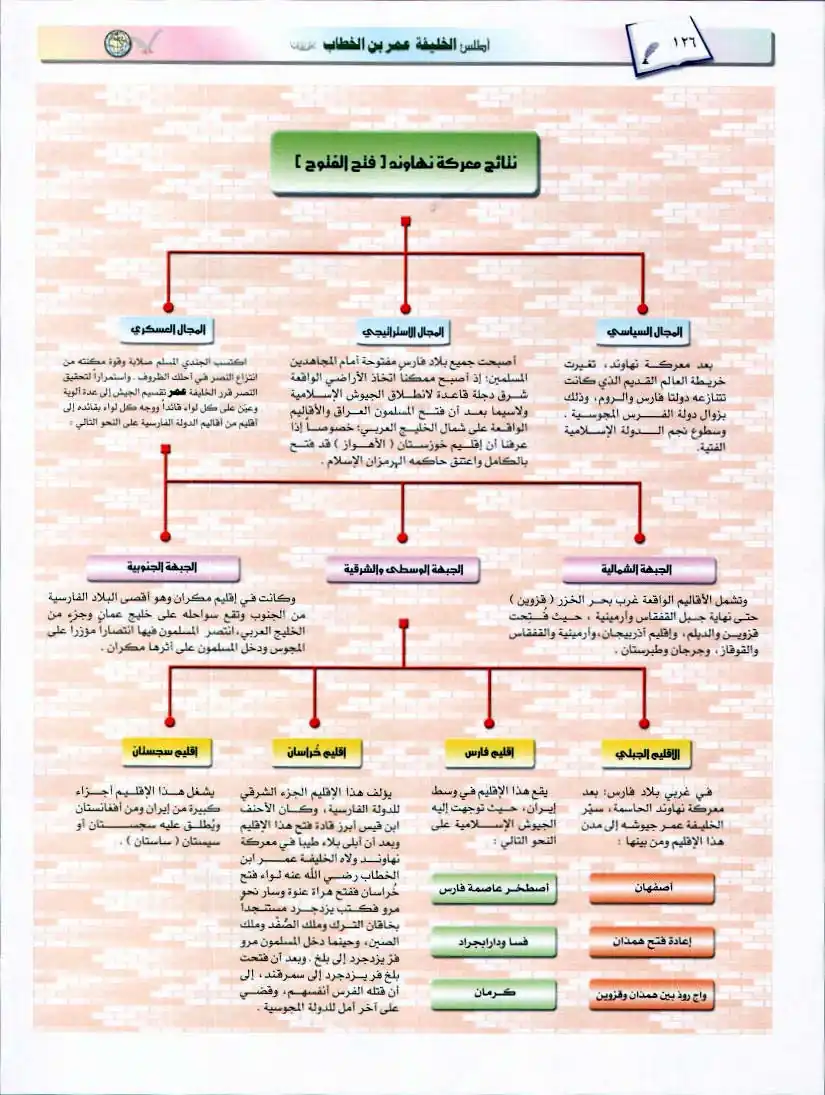 ١٢٦
أطلس الخليفة عمر بن الخطاب
نتائج معركة نهاوند [ فتح الفتوح ]
المجال السياسي
بعد معركة نهاوند، تغيرت
خريطة العالم القديم الذي كانت
تتنازعه دولتا فارس والروم، وذلك
بزوال دولة الفرس المجوسية .
وسطوع نجم الدولة الإسلامية
الفتية.
المجال الاستراتيجي
أصبحت جميع بلاد فارس مفتوحة أمام المجاهدين
المسلمين؛ إذ أصبح ممكناً اتخاذ الأراضي الواقعة
شرق دجلة قاعدة لانطلاق الجيوش الإسلامية
ولاسيما بعد أن فتح المسلمون العراق والأقاليم
الواقعة على شمال الخليج العربي؛ خصوصاً إذا
عرفنا أن إقليم خوزستان ( الأهواز ) قد فتح
بالكامل واعتنق حاكمه الهرمزان الإسلام .
المجال العسكري
اكتسب الجندي المسلم صلابة وقوة مكنته من
انتزاع النصر في أحلك الظروف . واستمراراً لتحقيق
النصر قرر الخليفة عمر تقسيم الجيش إلى عدة ألوية
وعيّن على كل لواء قائداً ووجه كل لواء بقائده إلى
أقليم من أقاليم الدولة الفارسية على النحو التالي :
الجبهة الشمالية
وتشمل الأقاليم الواقعة غرب بحر الخزر ( قزوين )
حتى نهاية جبل القفقاس وأرمينية ، حيث فُتِحت
قزوين والديلم، وإقليم أذربيجان،وأرمينية والقفقاس
والقوقاز، وجرجان وطبرستان .
الجبهة الوسطى والشرقية
الجبهة الجنوبية
وكانت في إقليم مكران وهو أقصى البلاد الفارسية
من الجنوب وتقع سواحله على خليج عمان وجزء من
الخليج العربي،انتصر المسلمون فيها انتصاراً مؤزراً على
المجوس ودخل المسلمون على أثرها مكران .
الاقليم الجبلي
في غربي بلاد فارس: بعد
معركة نهاوند الحاسمة، سيّر
الخليفة عمر جيوشه إلى مدن
هذا الإقليم ومن بينها :
أصفهان
إعادة فتح همذان
واج روذ بين همذان وقزوين
إقليم فارس
يقع هذا الإقليم في وسط
إيران، حيث توجهت إليه
الجيوش الإسلامية على
النحو التالي :
أصطخر عاصمة فارس
فسا ودارابجراد
كرمان
إقليم خُراسان
يؤلف هذا الإقليم الجزء الشرقي
للدولة الفارسية، وكان الأحنف
ابن قيس أبرز قادة فتح هذا الإقليم
وبعد أن أبلى بلاء طيباً في معركة
نهاوند ولاه الخليفة عمر ابن
الخطاب رضي الله عنه لواء فتح
خُراسان ففتح هراة عنوة وسار نحو
مرو فكتب يزدجرد مستنجداً
بخاقان الترك وملك الصُغْد وملك
الصين، وحينما دخل المسلمون مرو
فرّ يزدجرد إلى بلخ . وبعد أن فتحت
بلخ فر يزدجرد إلى سمرقند، إلى
أن قتله الفرس أنفسهم، وقضي
على آخر أمل للدولة المجوسية .
إقليم سجستان
يشغل هذا الإقليم أجزاء
كبيرة من إيران ومن أفغانستان
ويُطلق عليه سجستان أو
سيستان ( ساستان ) .